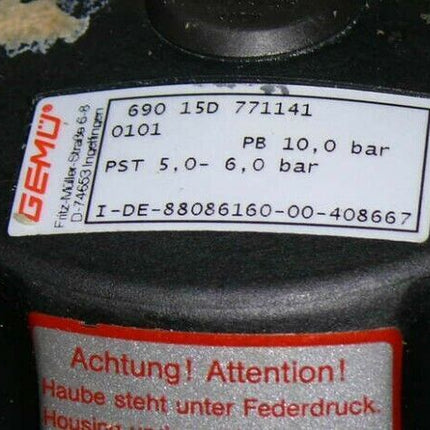 GEMÜ®
Fritz-Müller-Straße 6-8
D-74653 Ingelfingen
690 15D 771141
0101 PB 10,0 bar
PST 5,0- 6,0 bar
I-DE-88086160-00-408667
Achtung! Attention!
Haube steht unter Federdruck.
Housing